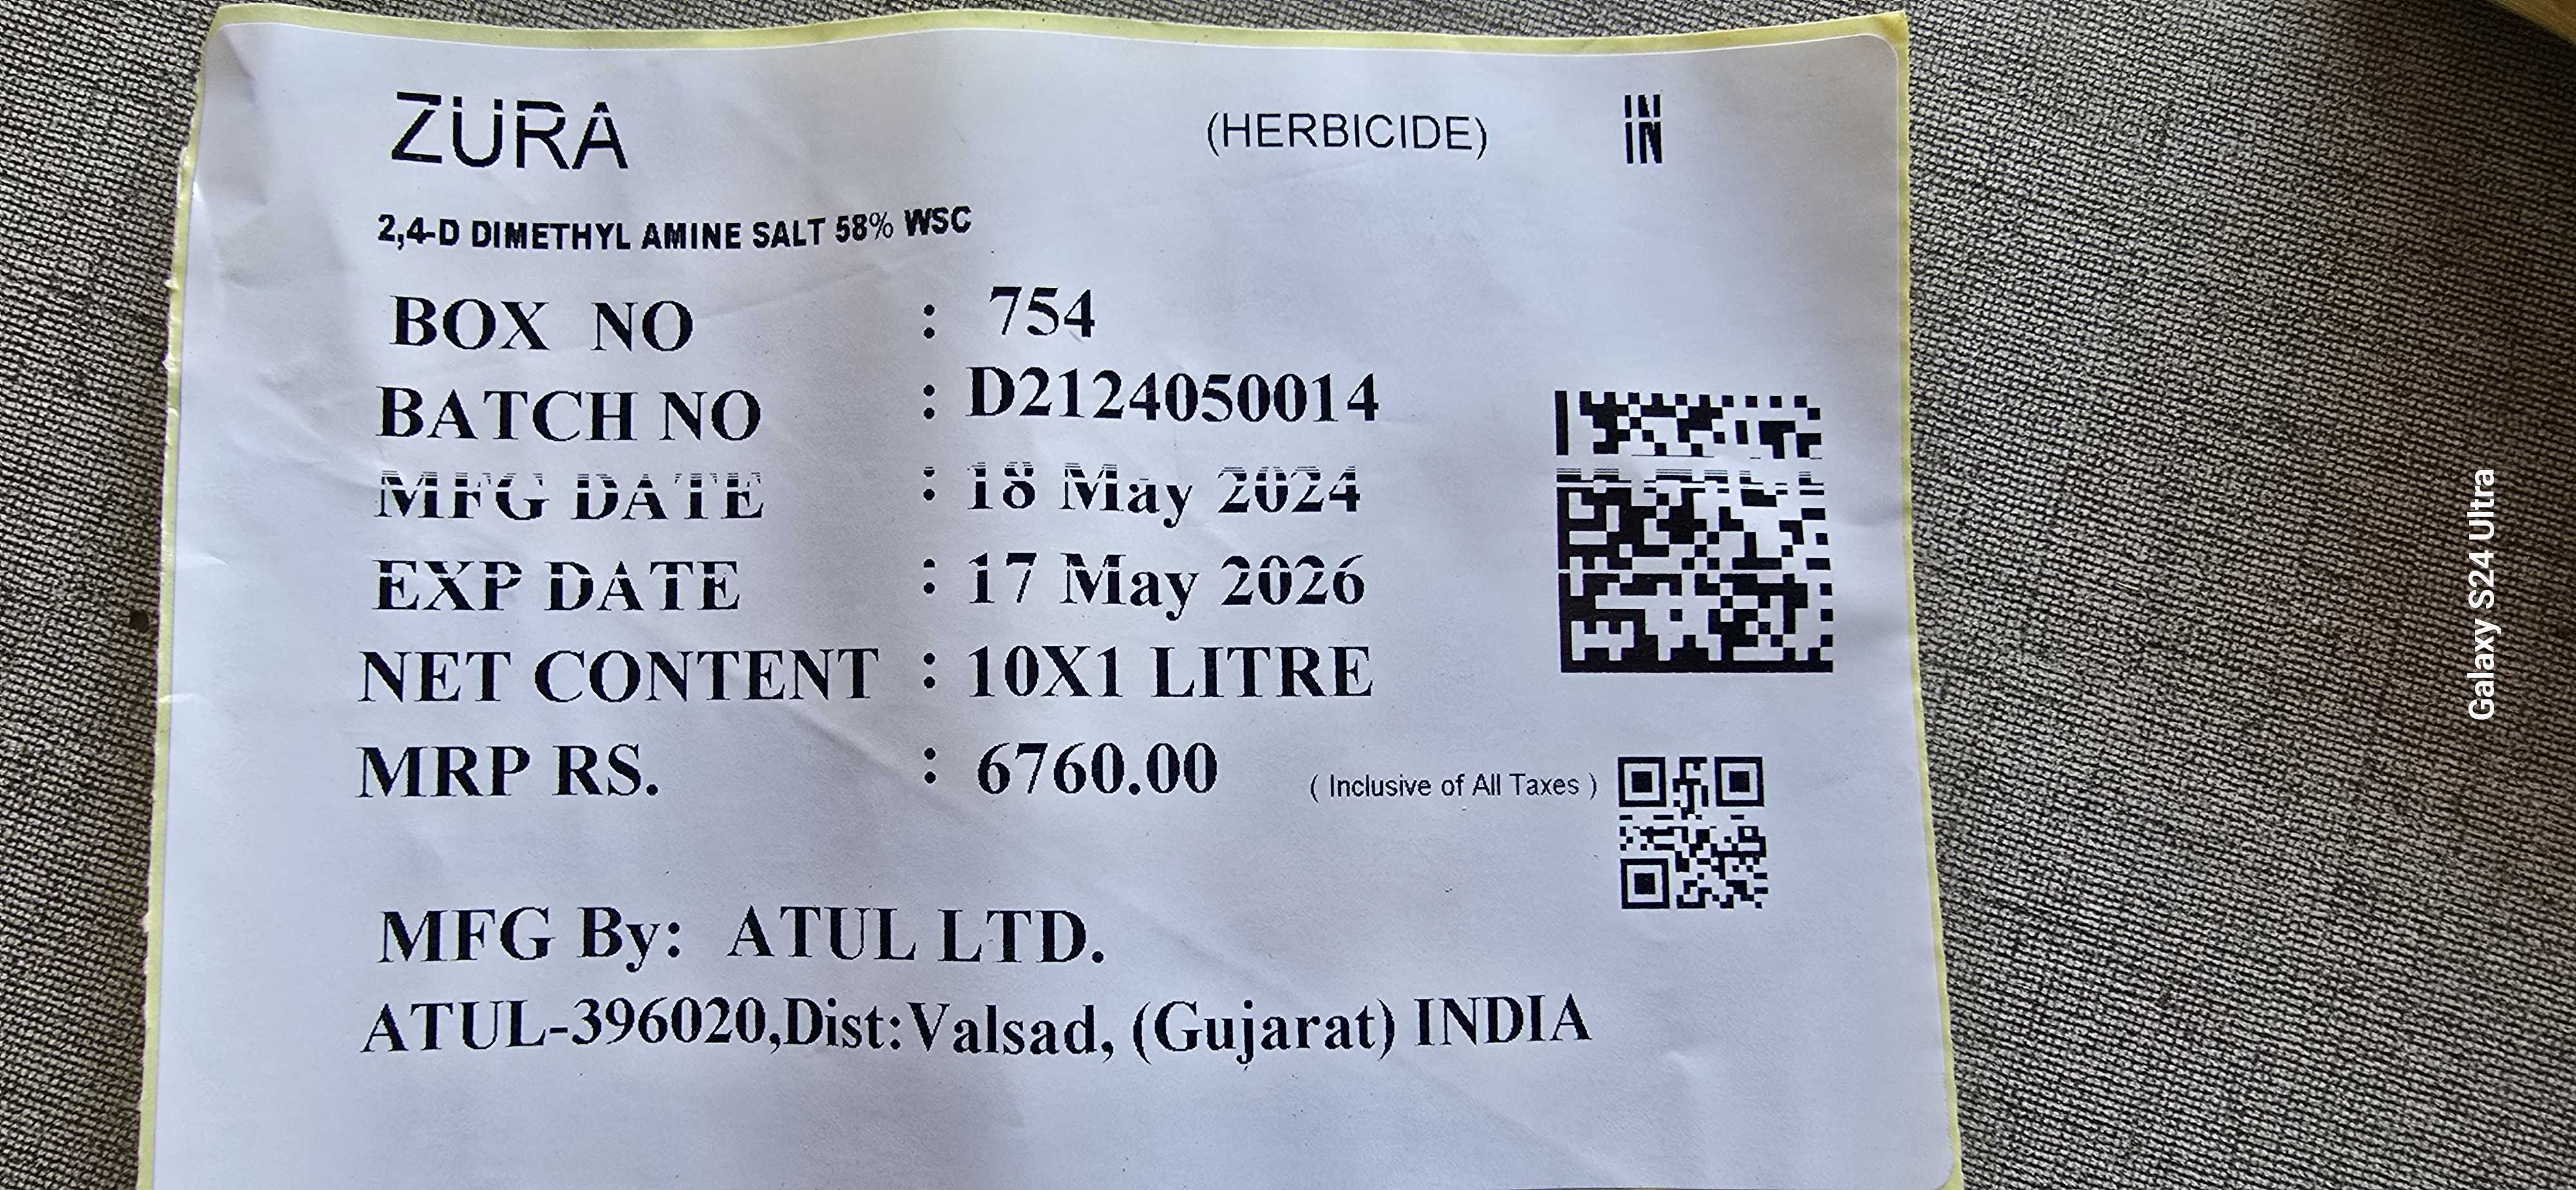 ZURA (HERBICIDE) IN
2,4-D DIMETHYL AMINE SALT 58% WSC
BOX NO : 754
BATCH NO : D2124050014
MFG DATE : 18 May 2024
EXP DATE : 17 May 2026
NET CONTENT : 10X1 LITRE
MRP RS. : 6760.00 ( Inclusive of All Taxes )
MFG By: ATUL LTD.
ATUL-396020,Dist:Valsad, (Gujarat) INDIA
Galaxy S24 Ultra